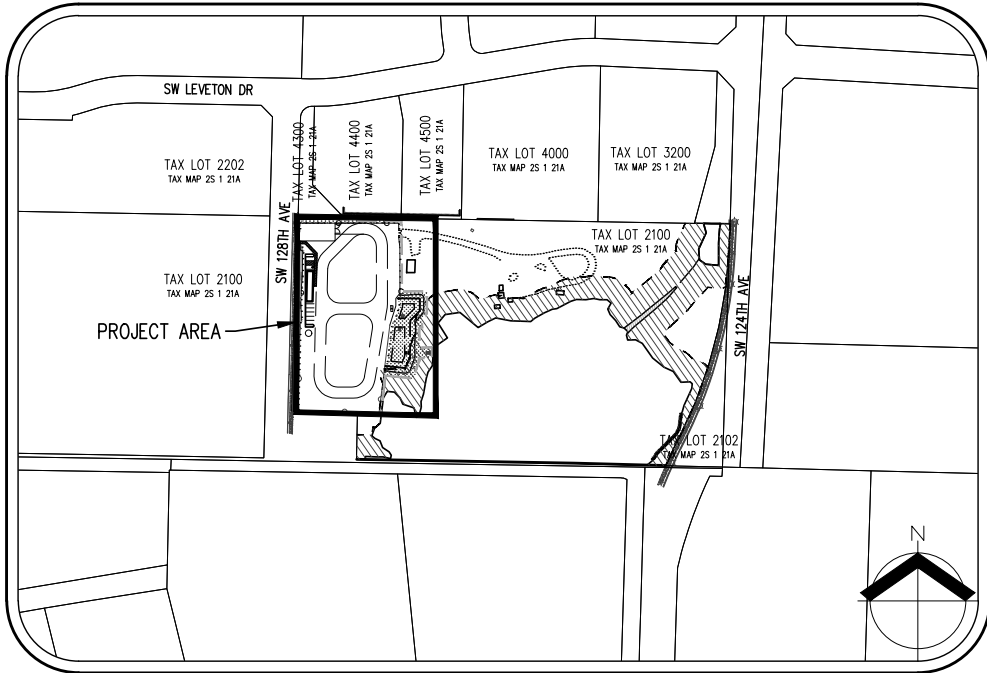 SW LEVETON DR
TAX LOT 2202
TAX MAP 2S 1 21A
TAX LOT 4300
TAX MAP 2S 1 21A
TAX LOT 4400
TAX MAP 2S 1 21A
TAX LOT 4500
TAX MAP 2S 1 21A
TAX LOT 4000
TAX MAP 2S 1 21A
TAX LOT 3200
TAX MAP 2S 1 21A
SW 128TH AVE
TAX LOT 2100
TAX MAP 2S 1 21A
TAX LOT 2100
TAX MAP 2S 1 21A
PROJECT AREA
SW 124TH AVE
TAX LOT 2102
TAX MAP 2S 1 21A
N